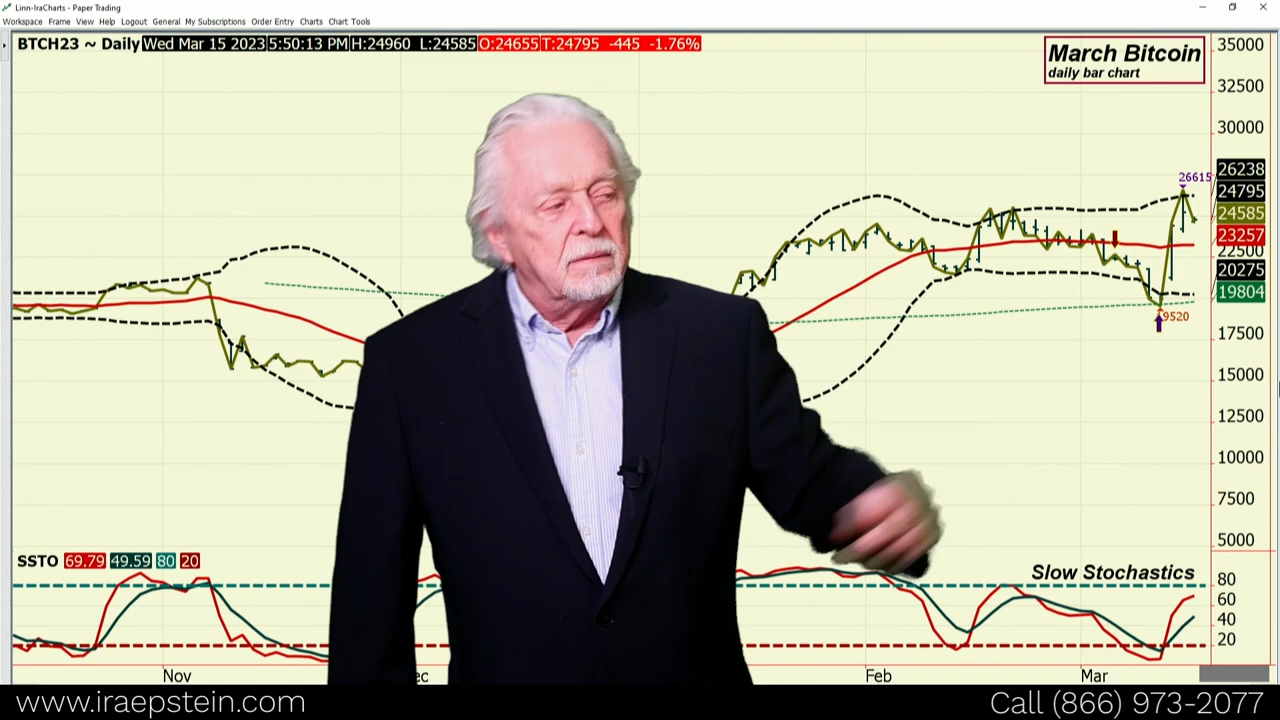 Linn-IraCharts - Paper Trading
Workspace Frame View Help Logout General My Subscriptions Order Entry Charts Chart Tools
BTCH23 ~ Daily Wed Mar 15 2023 5:50:13 PM H:24960 L:24585 O:24655 T:24795 -445 -1.76%
March Bitcoin
daily bar chart
35000
32500
30000
26615
26238
24795
24585
23257
22500
20275
19804
9520
17500
15000
12500
10000
7500
5000
SSTO 69.79 49.59 80 20
Slow Stochastics
80
60
40
20
Nov
ec
Feb
Mar
www.iraepstein.com
Call (866) 973-2077